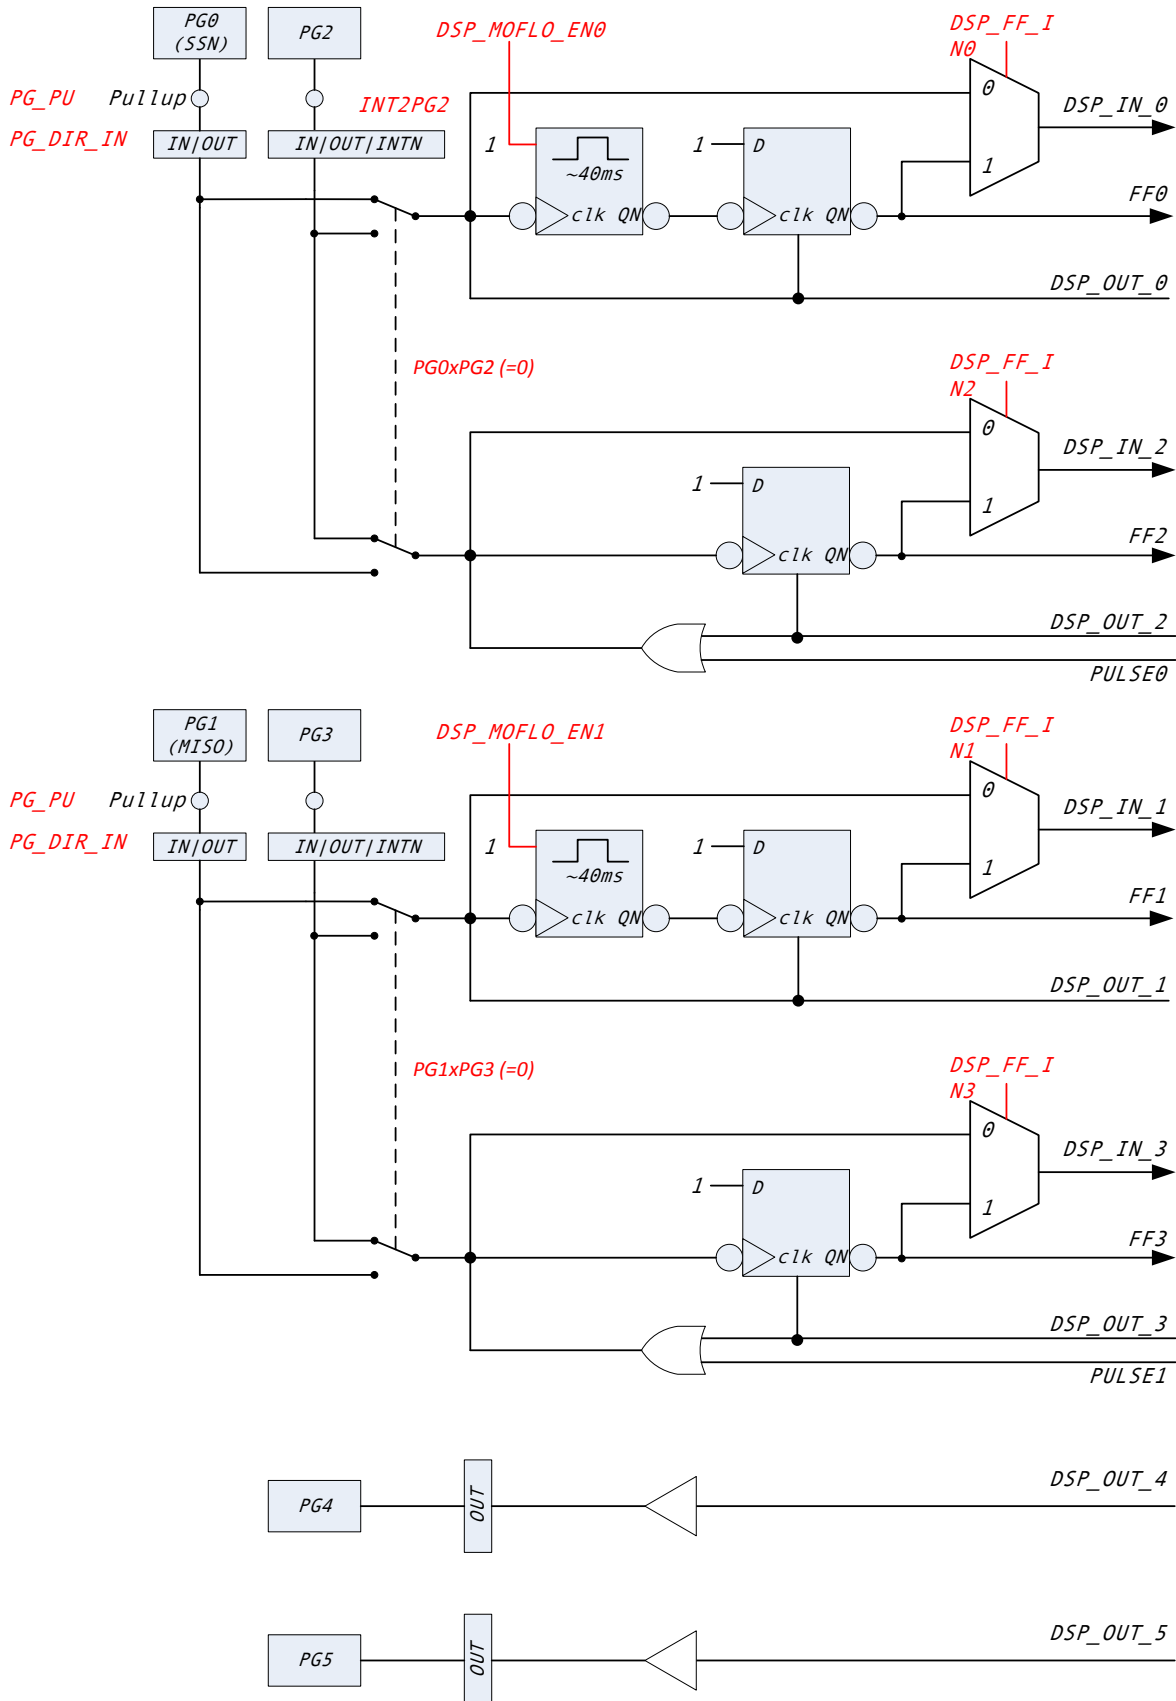 PG0
(SSN)
PG2
DSP_MOFLO_EN0
DSP_FF_I
N0
PG_PU
Pullup
INT2PG2
0
DSP_IN_0
PG_DIR_IN
IN|OUT
IN|OUT|INTN
1
~40ms
1
D
1
clk QN
clk QN
FF0
DSP_OUT_0
PG0xPG2 (=0)
DSP_FF_I
N2
0
DSP_IN_2
1
D
1
clk QN
FF2
DSP_OUT_2
PULSE0
PG1
(MISO)
PG3
DSP_MOFLO_EN1
DSP_FF_I
N1
PG_PU
Pullup
0
DSP_IN_1
PG_DIR_IN
IN|OUT
IN|OUT|INTN
1
~40ms
1
D
1
clk QN
clk QN
FF1
DSP_OUT_1
PG1xPG3 (=0)
DSP_FF_I
N3
0
DSP_IN_3
1
D
1
clk QN
FF3
DSP_OUT_3
PULSE1
PG4
OUT
DSP_OUT_4
PG5
OUT
DSP_OUT_5